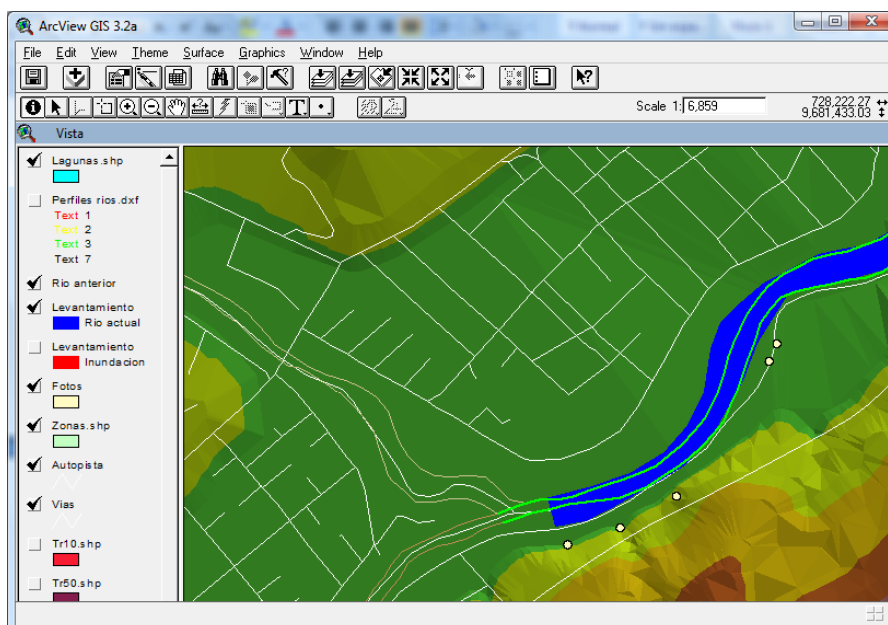 ArcView GIS 3.2a
File Edit View Theme Surface Graphics Window Help
Scale 1: 6,859
728,222.27
9,681,433.03
Vista
Lagunas.shp
Perfiles rios.dxf
Text 1
Text 2
Text 3
Text 7
Rio anterior
Levantamiento
Rio actual
Levantamiento
Inundacion
Fotos
Zonas.shp
Autopista
Vias
Tr10.shp
Tr50.shp